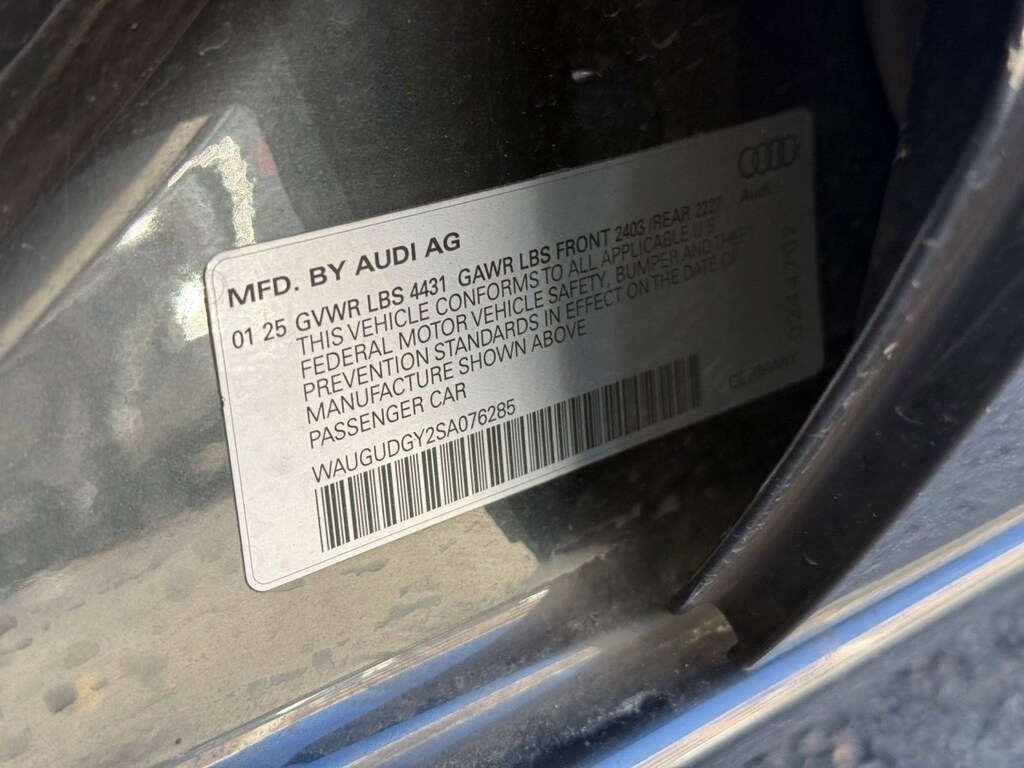 MFD. BY AUDI AG
01 25 GVWR LBS 4431 GAWR LBS FRONT 2403 /REAR 2227
THIS VEHICLE CONFORMS TO ALL APPLICABLE U.S
FEDERAL MOTOR VEHICLE SAFETY, BUMPER AND THEFT
PREVENTION STANDARDS IN EFFECT ON THE DATE OF
MANUFACTURE SHOWN ABOVE
PASSENGER CAR
WAUGUDGY2SA076285
Audi
0244702
GERMANY